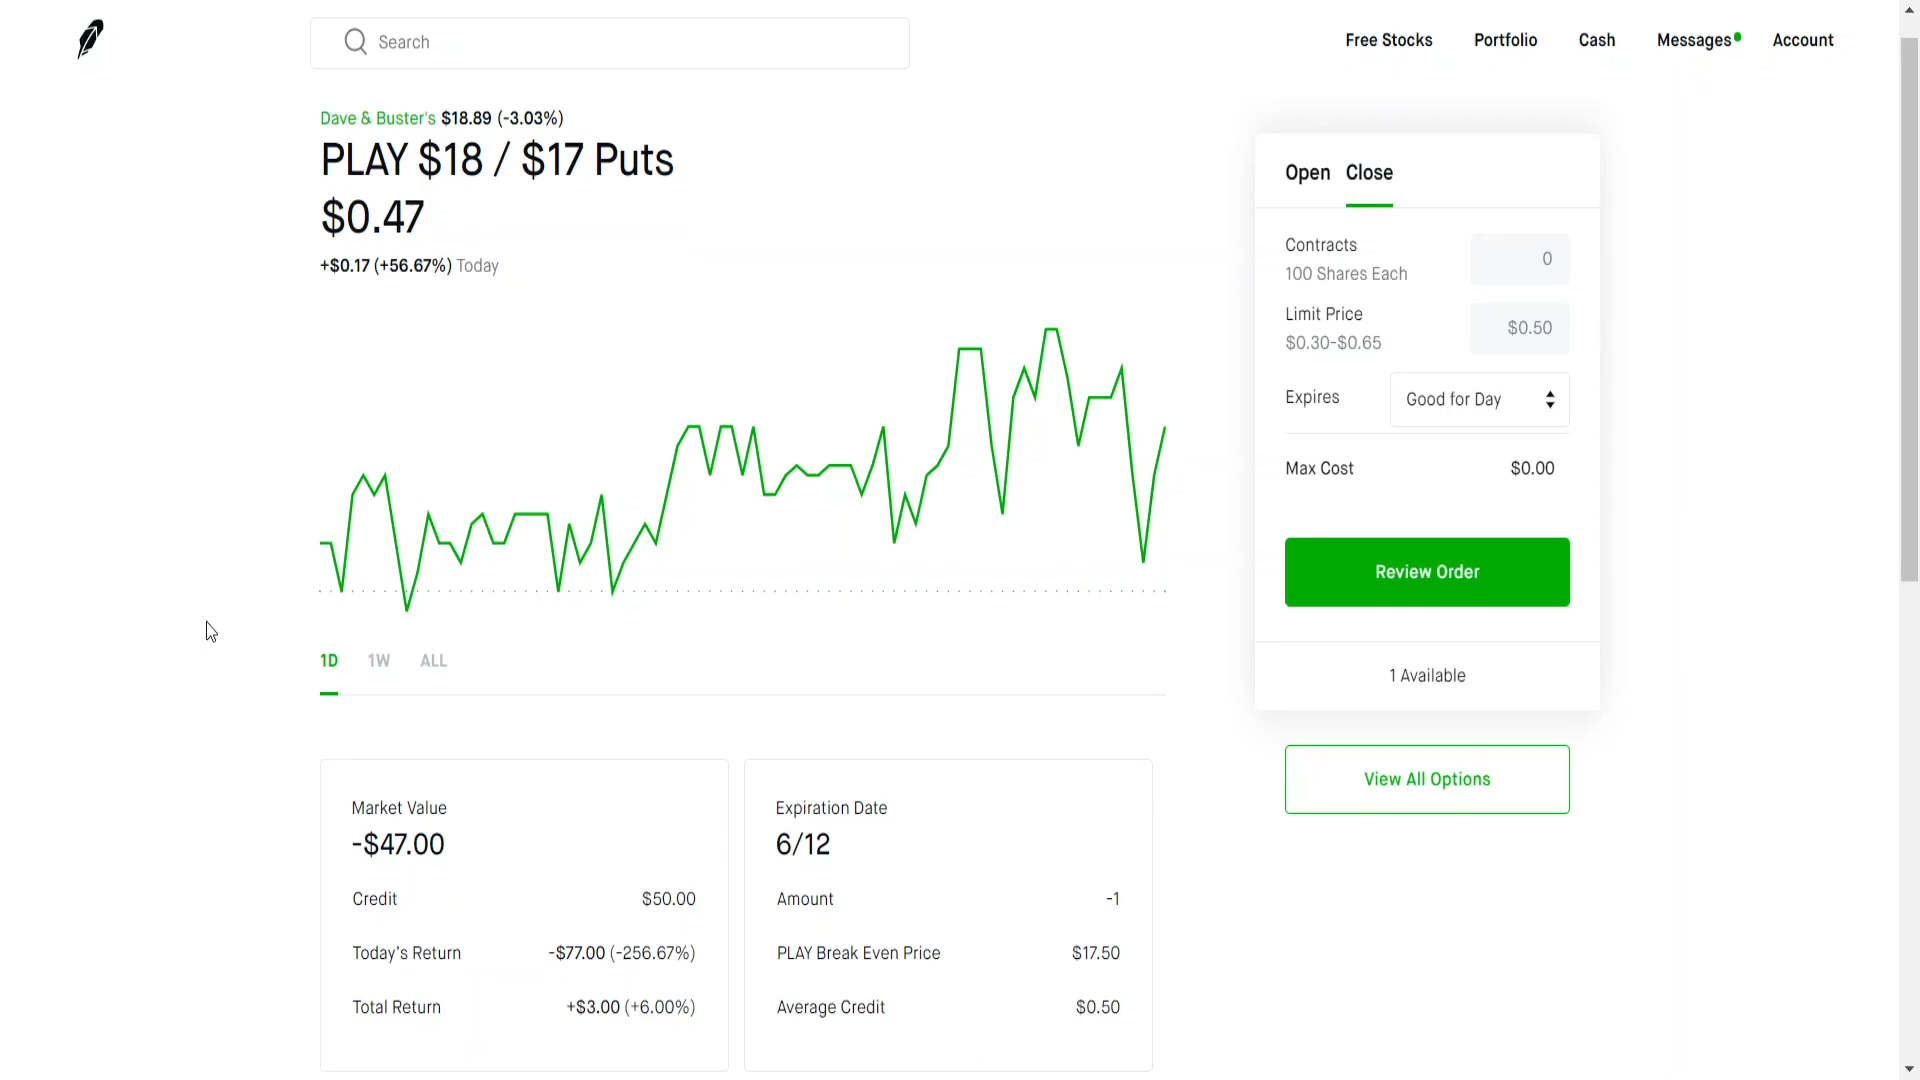 Search
Free Stocks
Portfolio
Cash
Messages
Account
Dave & Buster's $18.89 (-3.03%)
PLAY $18 / $17 Puts
$0.47
+$0.17 (+56.67%) Today
1D
1W
ALL
Market Value
-$47.00
Credit $50.00
Today's Return -$77.00 (-256.67%)
Total Return +$3.00 (+6.00%)
Expiration Date
6/12
Amount -1
PLAY Break Even Price $17.50
Average Credit $0.50
Open Close
Contracts 0
100 Shares Each
Limit Price $0.50
$0.30-$0.65
Expires Good for Day
Max Cost $0.00
Review Order
1 Available
View All Options